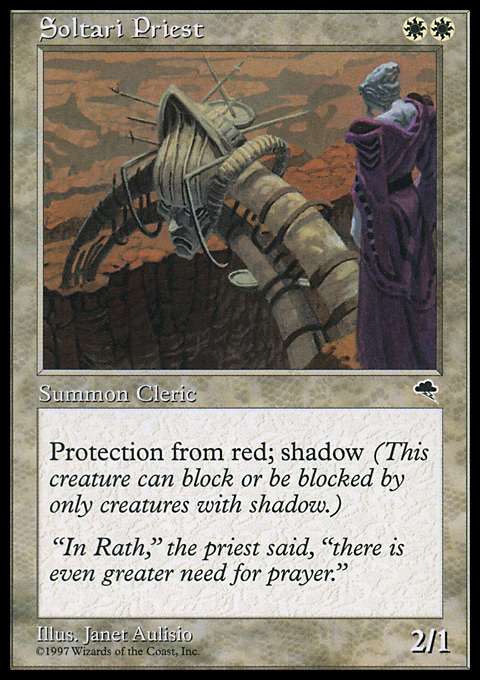 Soltari Priest
Summon Cleric
Protection from red; shadow (This
creature can block or be blocked by
only creatures with shadow.)
“In Rath,” the priest said, “there is
even greater need for prayer.”
Illus. Janet Aulisio
©1997 Wizards of the Coast, Inc.
2/1